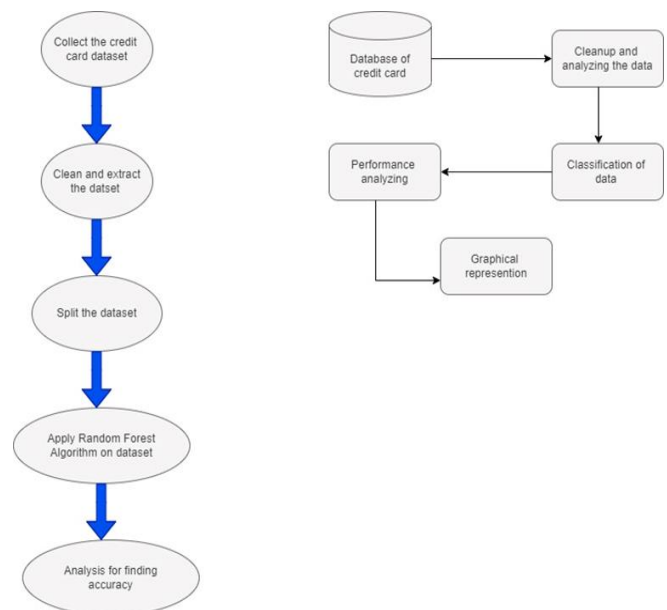 Collect the credit
card dataset
Clean and extract
the datset
Split the dataset
Apply Random Forest
Algorithm on dataset
Analysis for finding
accuracy
Database of
credit card
Cleanup and
analyzing the data
Classification of
data
Performance
analyzing
Graphical
represention